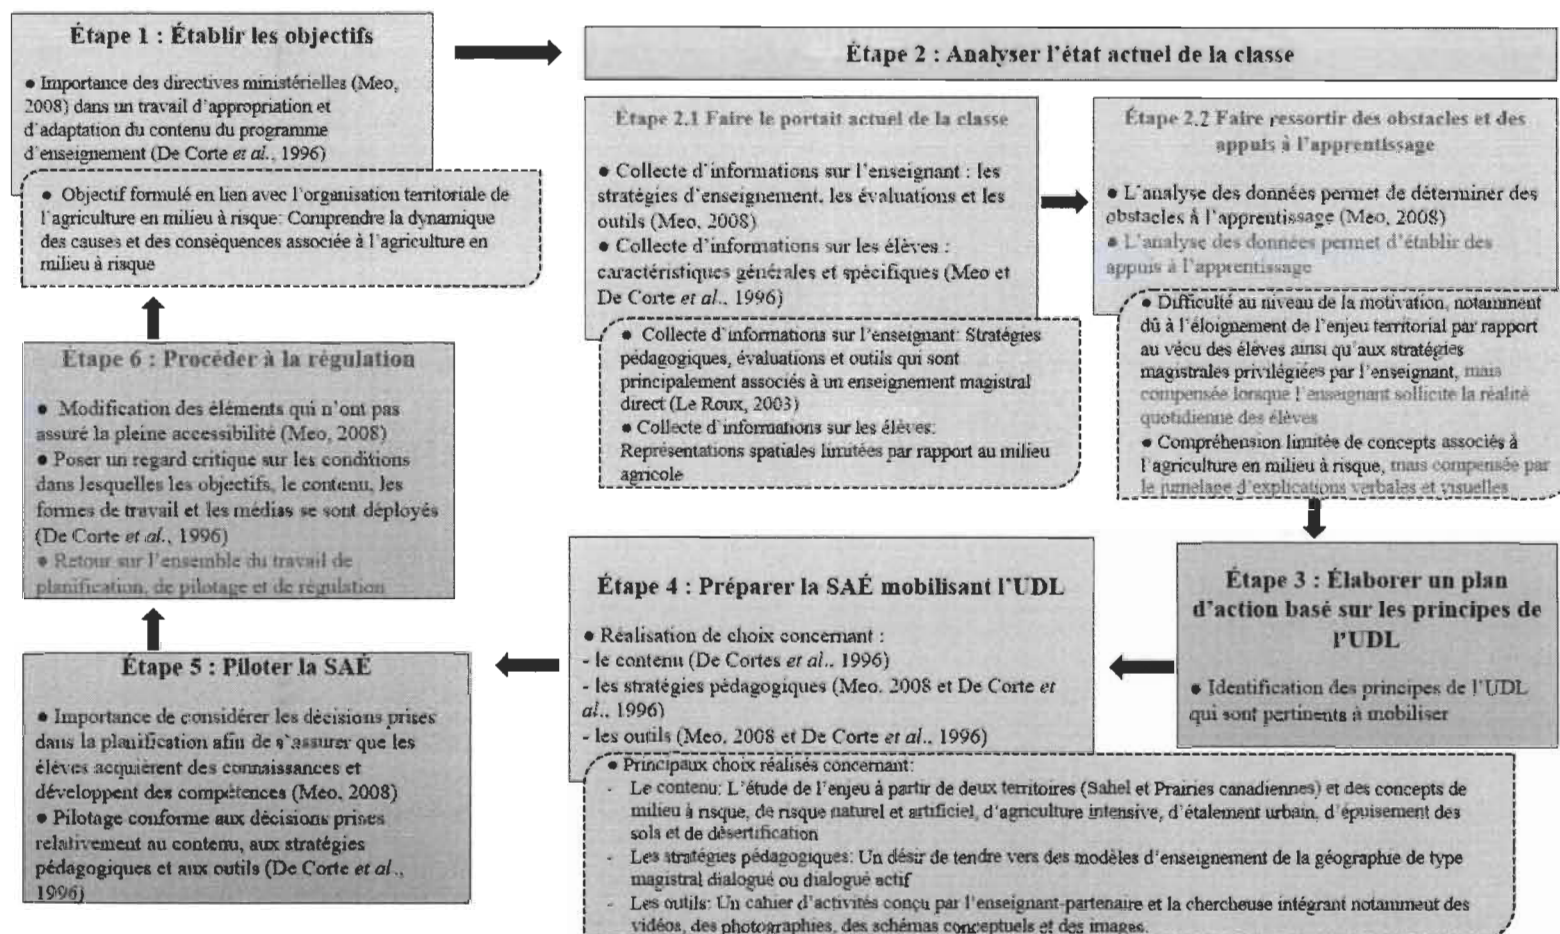 Étape 1 : Établir les objectifs
● Importance des directives ministérielles (Meo,
2008) dans un travail d'appropriation et
d'adaptation du contenu du programme
d'enseignement (De Corte et al.. 1996)
● Objectif formulé en lien avec l'organisation territoriale de
l'agriculture en milieu à risque: Comprendre la dynamique
des causes et des conséquences associée à l'agriculture en
milieu à risque
Étape 2 : Analyser l'état actuel de la classe
Étape 2.1 Faire le portait actuel de la classe
● Collecte d'informations sur l'enseignant : les
stratégies d'enseignement, les évaluations et les
outils (Meo, 2008)
● Collecte d'informations sur les élèves :
caractéristiques générales et spécifiques (Meo et
De Corte et al.. 1996)
● Collecte d'informations sur l'enseignant: Stratégies
pédagogiques, évaluations et outils qui sont
principalement associés à un enseignement magistral
direct (Le Roux, 2003)
● Collecte d'informations sur les élèves:
Représentations spatiales limitées par rapport au milieu
agricole
Étape 2.2 Faire ressortir des obstacles et des
appuis à l'apprentissage
● L'analyse des données permet de déterminer des
obstacles à l'apprentissage (Meo, 2008)
● L'analyse des données permet d'établir des
appuis à l'apprentissage
● Difficulté au niveau de la motivation, notamment
dû à l'éloignement de l'enjeu territorial par rapport
au vécu des élèves ainsi qu'aux stratégies
magistrales privilégiées par l'enseignant, mais
compensée lorsque l'enseignant sollicite la réalité
quotidienne des élèves
● Compréhension limitée de concepts associés à
l'agriculture en milieu à risque, mais compensée par
le jumelage d'explications verbales et visuelles
Étape 3 : Élaborer un plan
d'action basé sur les principes de
l'UDL
● Identification des principes de l'UDL
qui sont pertinents à mobiliser
Étape 4 : Préparer la SAÉ mobilisant l'UDL
● Réalisation de choix concernant :
- le contenu (De Cortes et al.. 1996)
- les stratégies pédagogiques (Meo. 2008 et De Corte et
al.. 1996)
- les outils (Meo. 2008 et De Corte et al.. 1996)
● Principaux choix réalisés concernant:
- Le contenu: L'étude de l'enjeu à partir de deux territoires (Sahel et Prairies canadiennes) et des concepts de
milieu à risque, de risque naturel et artificiel, d'agriculture intensive, d'étalement urbain, d'épuisement des
sols et de désertification
- Les stratégies pédagogiques: Un désir de tendre vers des modèles d'enseignement de la géographie de type
magistral dialogué ou dialogué actif
- Les outils: Un cahier d'activités conçu par l'enseignant-partenaire et la chercheuse intégrant notamment des
vidéos, des photographies, des schémas conceptuels et des images.
Étape 5 : Piloter la SAÉ
● Importance de considérer les décisions prises
dans la planification afin de s'assurer que les
élèves acquièrent des connaissances et
développent des compétences (Meo, 2008)
● Pilotage conforme aux décisions prises
relativement au contenu, aux stratégies
pédagogiques et aux outils (De Corte et al.,
1996)
Étape 6 : Procéder à la régulation
● Modification des éléments qui n'ont pas
assuré la pleine accessibilité (Meo, 2008)
● Poser un regard critique sur les conditions
dans lesquelles les objectifs, le contenu, les
formes de travail et les médias se sont déployés
(De Corte et al., 1996)
● Retour sur l'ensemble du travail de
planification, de pilotage et de régulation